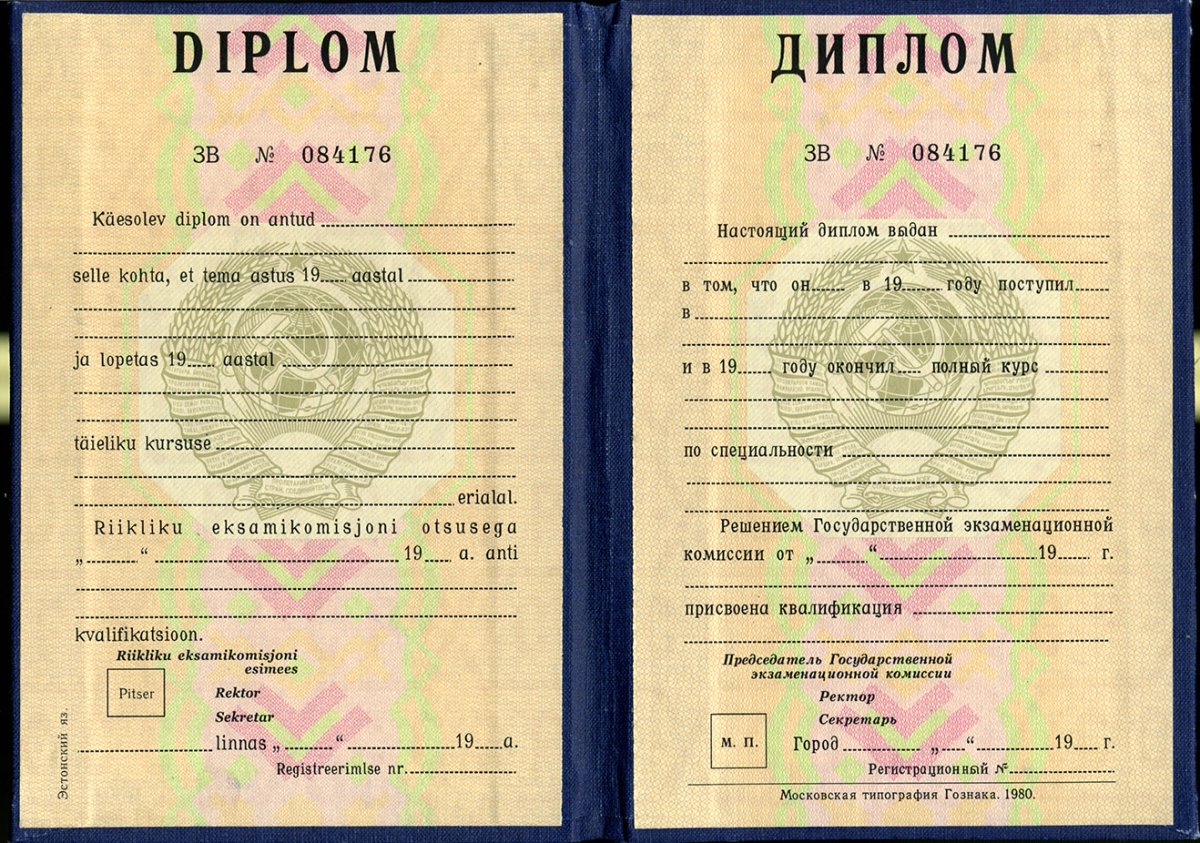 DIPLOM
ЗВ № 084176
Käesolev diplom on antud
selle kohta, et tema astus 19 aastal
ja lopetas 19 aastal
täieliku kursuse
erialal.
Riikliku eksamikomisjoni otsusega
„ “ 19 a. anti
kvalifikatsioon.
Riikliku eksamikomisjoni
esimees
Pitser
Rektor
Sekretar
linnas „ “ 19 a.
Registreerimlse nr.
Эстонский яз.
ДИПЛОМ
ЗВ № 084176
Настоящий диплом выдан
в том, что он в 19 году поступил
в
и в 19 году окончил полный курс
по специальности
Решением Государственной экзаменационной
комиссии от „ “ 19 г.
присвоена квалификация
Председатель Государственной
экзаменационной комиссии
Ректор
Секретарь
М. П.
Город „ “ 19 г.
Регистрационный №
Московская типография Гознака. 1980.